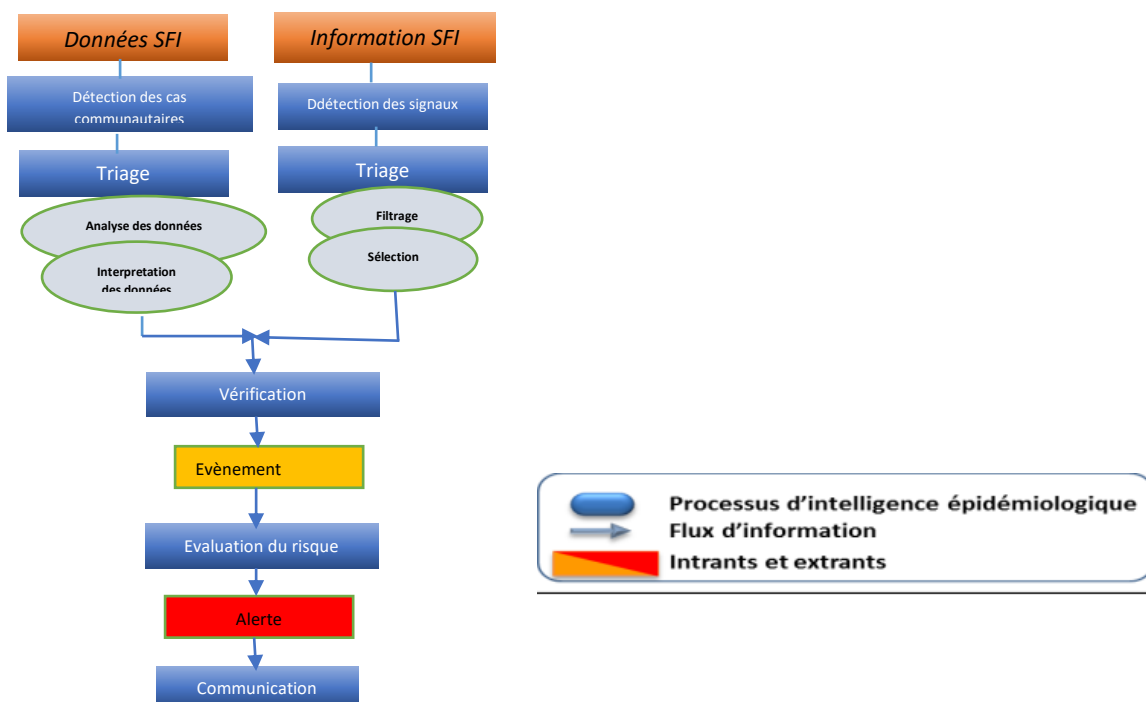 Données SFI
Information SFI
Détection des cas
communautaires
Ddétection des signaux
Triage
Triage
Analyse des données
Interpretation
des données
Filtrage
Sélection
Vérification
Evènement
Evaluation du risque
Alerte
Communication
Processus d'intelligence épidémiologique
Flux d'information
Intrants et extrants